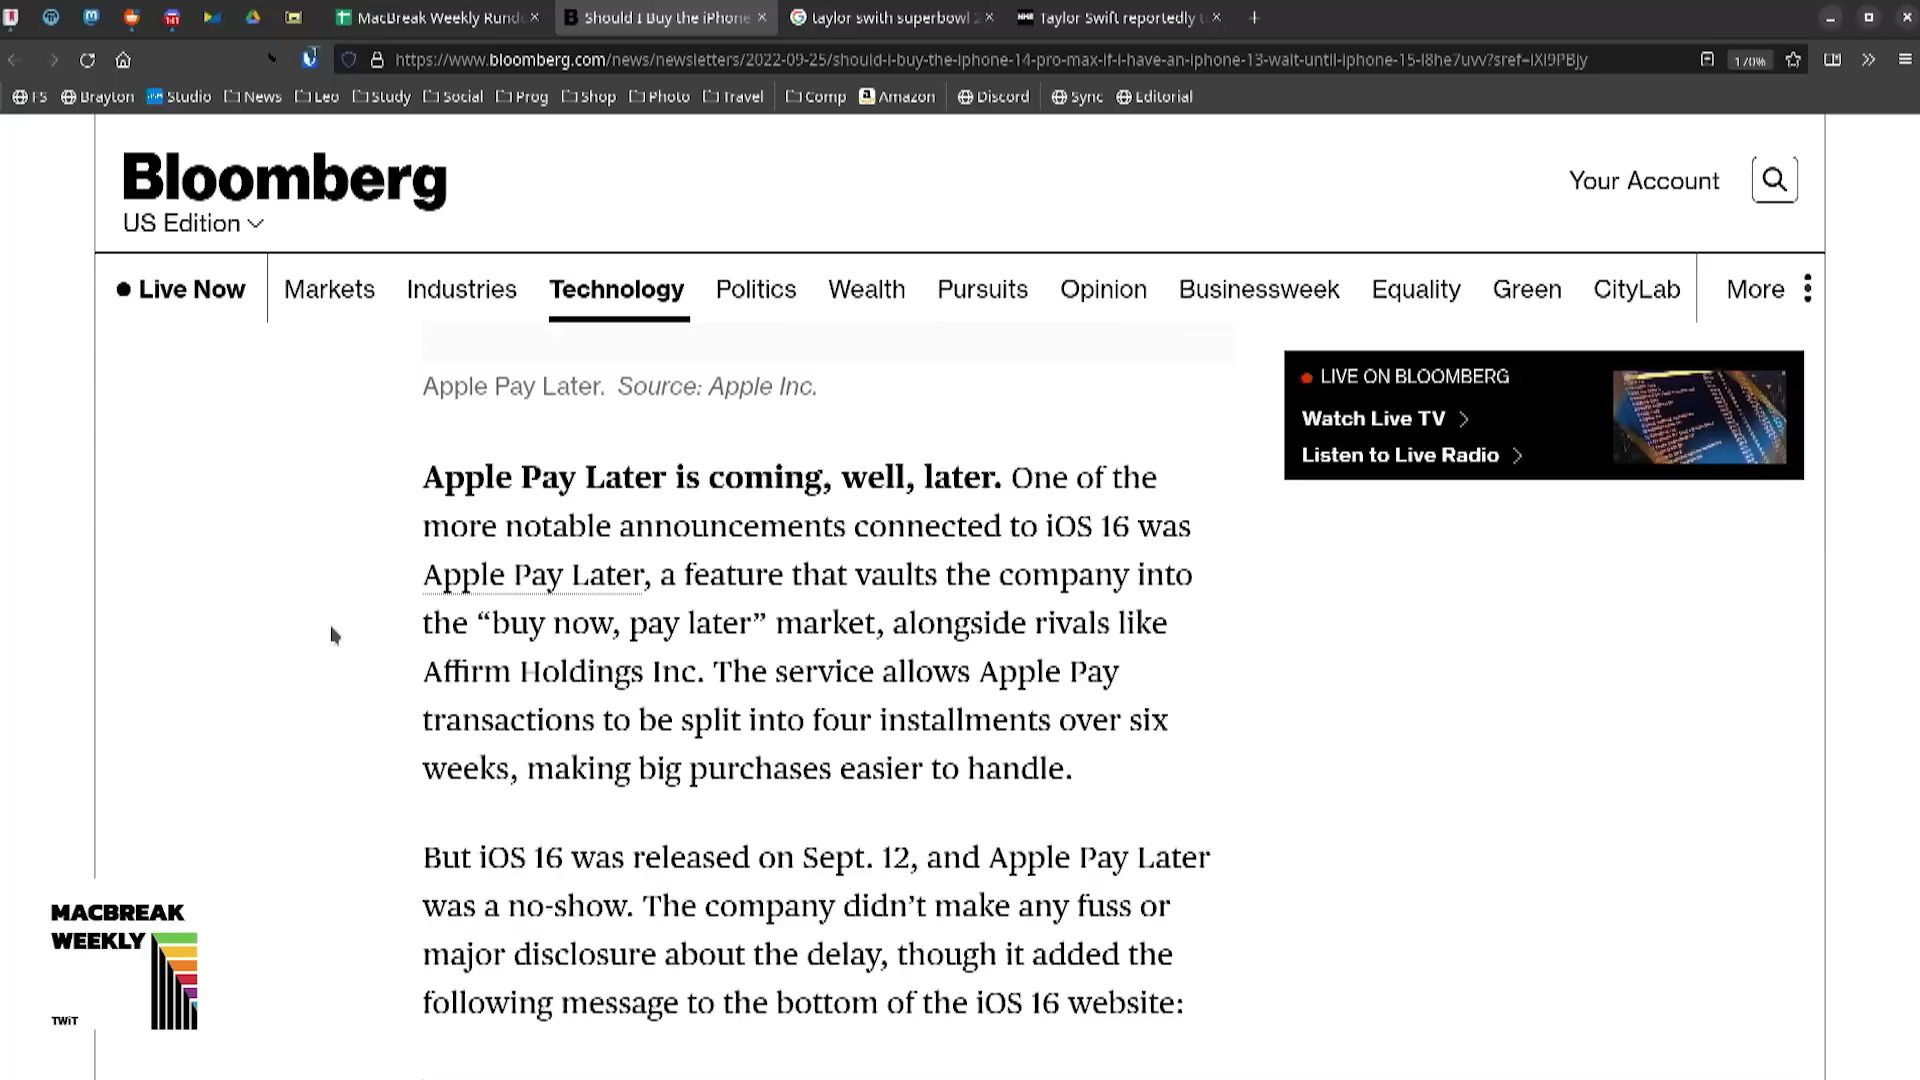 MacBreak Weekly Rund
Should I Buy the iPhone
taylor swith superbowl 2
Taylor Swift reportedly t
https://www.bloomberg.com/news/newsletters/2022-09-25/should-i-buy-the-iphone-14-pro-max-if-i-have-an-iphone-13-wait-until-iphone-15-l8he7uvv?sref=
170%
FS Brayton Studio News Leo Study Social Prog Shop Photo Travel Comp Amazon Discord Sync Editorial
Bloomberg
US Edition
Your Account
Live Now Markets Industries Technology Politics Wealth Pursuits Opinion Businessweek Equality Green CityLab More
Apple Pay Later. Source: Apple Inc.
LIVE ON BLOOMBERG
Watch Live TV
Listen to Live Radio
Apple Pay Later is coming, well, later. One of the
more notable announcements connected to iOS 16 was
Apple Pay Later, a feature that vaults the company into
the “buy now, pay later” market, alongside rivals like
Affirm Holdings Inc. The service allows Apple Pay
transactions to be split into four installments over six
weeks, making big purchases easier to handle.
But iOS 16 was released on Sept. 12, and Apple Pay Later
was a no-show. The company didn’t make any fuss or
major disclosure about the delay, though it added the
following message to the bottom of the iOS 16 website:
MACBREAK
WEEKLY
TWiT